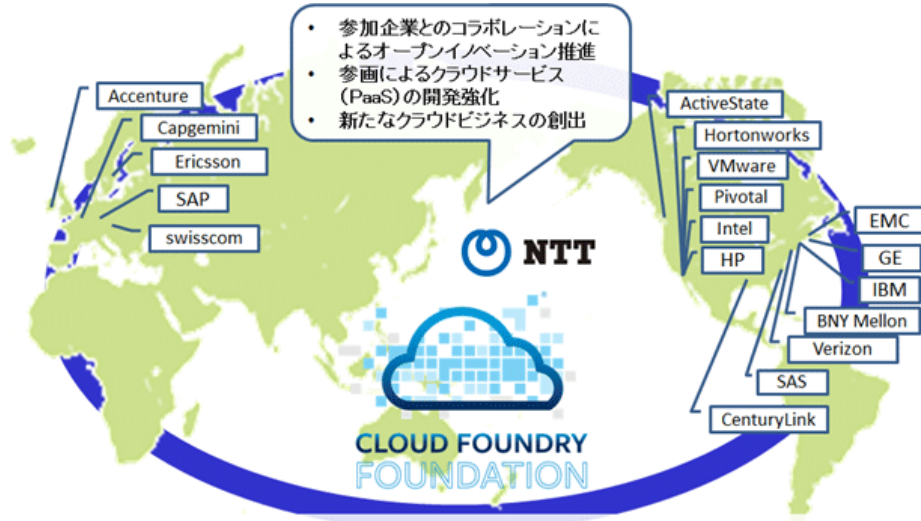 • 参加企業とのコラボレーションに
よるオープンイノベーション推進
• 参画によるクラウドサービス
(PaaS)の開発強化
• 新たなクラウドビジネスの創出
Accenture
Capgemini
Ericsson
SAP
swisscom
ActiveState
Hortonworks
VMware
Pivotal
Intel
HP
EMC
GE
IBM
BNY Mellon
Verizon
SAS
CenturyLink
NTT
CLOUD FOUNDRY
FOUNDATION